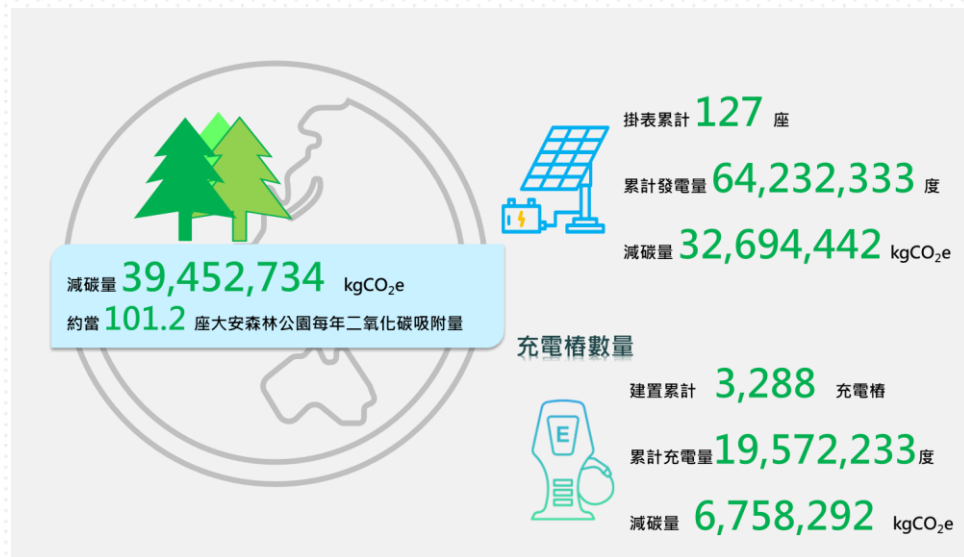 減碳量 39,452,734 kgCO₂e
約當 101.2 座大安森林公園每年二氧化碳吸附量
掛表累計 127 座
累計發電量 64,232,333 度
減碳量 32,694,442 kgCO₂e
充電樁數量
建置累計 3,288 充電樁
E
累計充電量 19,572,233 度
減碳量 6,758,292 kgCO₂e